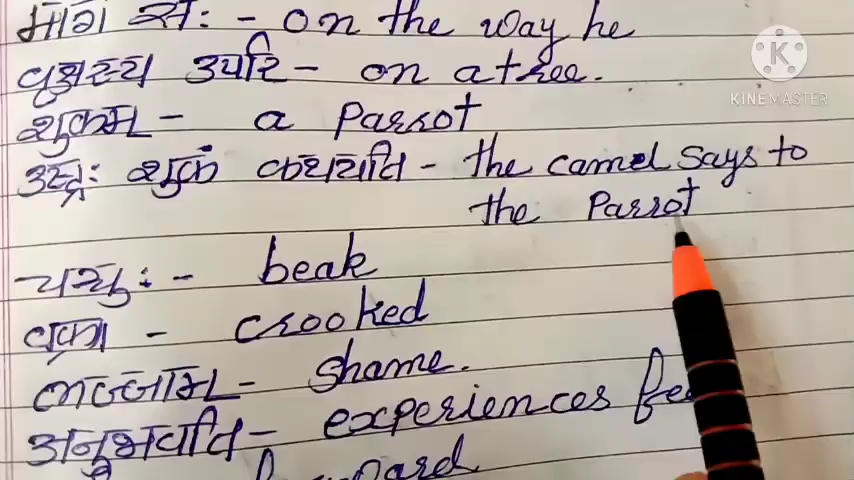 मार्गे सः - on the way he
वृक्षस्य उपरि - on a tree.
शुकम् - a Parrot
उष्ट्रः शुकं कथयति - the camel says to
the Parrot
चञ्चुः - beak
वक्रा - crooked
लज्जाम् - shame.
अनुभवति - experiences
K
KINEMASTER